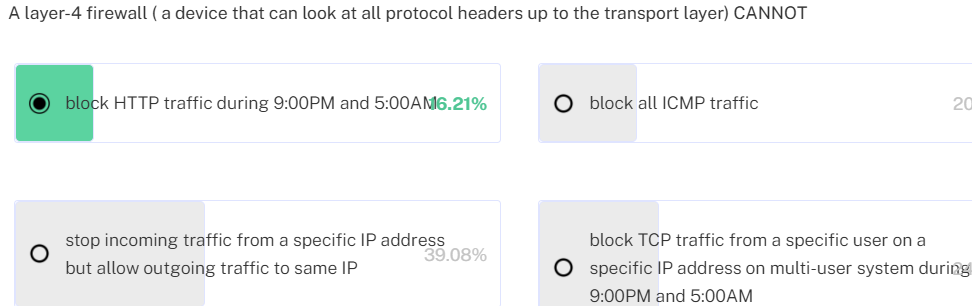 A layer-4 firewall ( a device that can look at all protocol headers up to the transport layer) CANNOT
block HTTP traffic during 9:00PM and 5:00AM 16.21%
block all ICMP traffic 20
stop incoming traffic from a specific IP address
but allow outgoing traffic to same IP
39.08%
block TCP traffic from a specific user on a
specific IP address on multi-user system during
9:00PM and 5:00AM